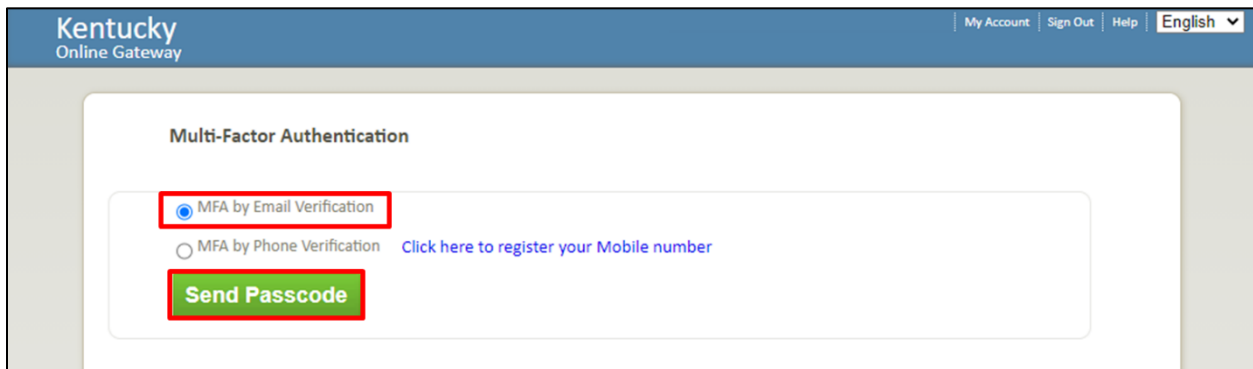 Kentucky
Online Gateway
My Account Sign Out Help English
Multi-Factor Authentication
MFA by Email Verification
MFA by Phone Verification Click here to register your Mobile number
Send Passcode